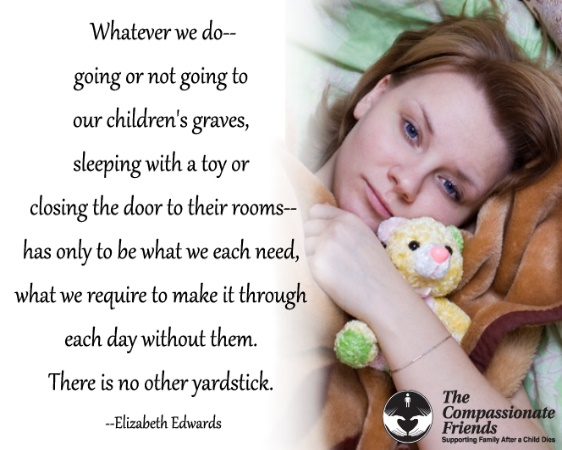 Whatever we do--
going or not going to
our children's graves,
sleeping with a toy or
closing the door to their rooms--
has only to be what we each need,
what we require to make it through
each day without them.
There is no other yardstick.
--Elizabeth Edwards
The
Compassionate
Friends
Supporting Family After a Child Dies